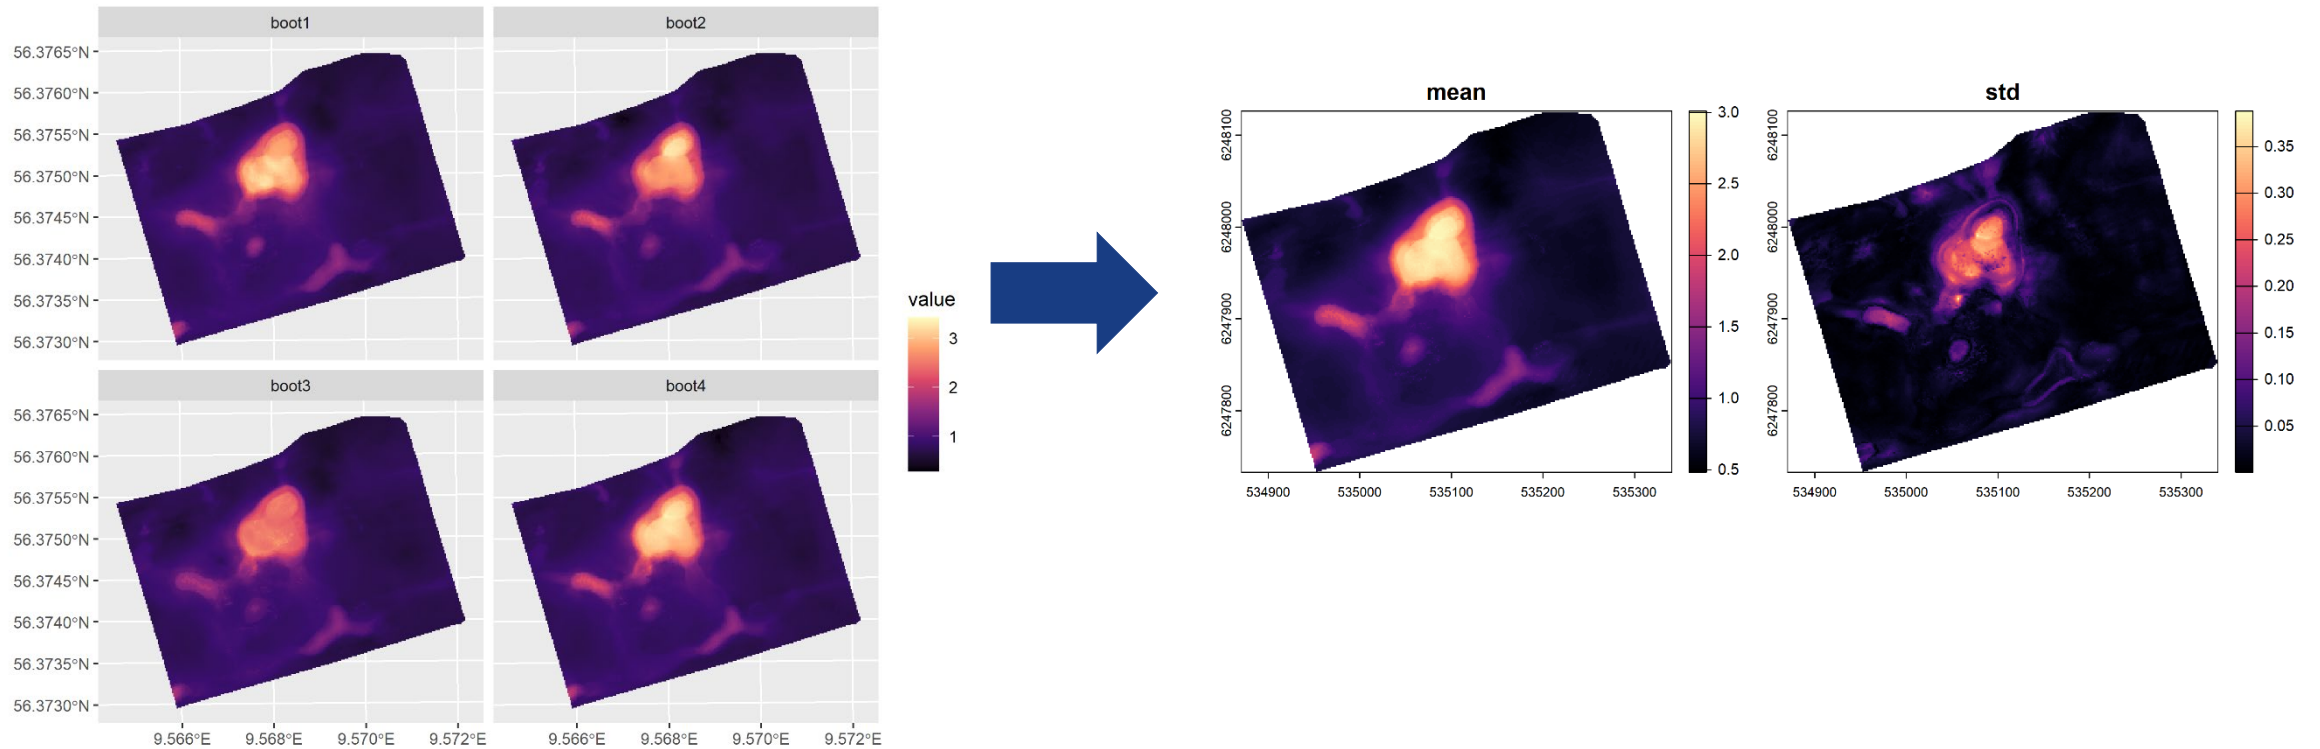 boot1
boot2
56.3765°N
56.3760°N
56.3755°N
56.3750°N
56.3745°N
56.3740°N
56.3735°N
56.3730°N
boot3
boot4
56.3765°N
56.3760°N
56.3755°N
56.3750°N
56.3745°N
56.3740°N
56.3735°N
56.3730°N
9.566°E 9.568°E 9.570°E 9.572°E
9.566°E 9.568°E 9.570°E 9.572°E
value
3
2
1
mean
6248100
6248000
6247900
6247800
534900 535000 535100 535200 535300
3.0
2.5
2.0
1.5
1.0
0.5
std
6248100
6248000
6247900
6247800
534900 535000 535100 535200 535300
0.35
0.30
0.25
0.20
0.15
0.10
0.05